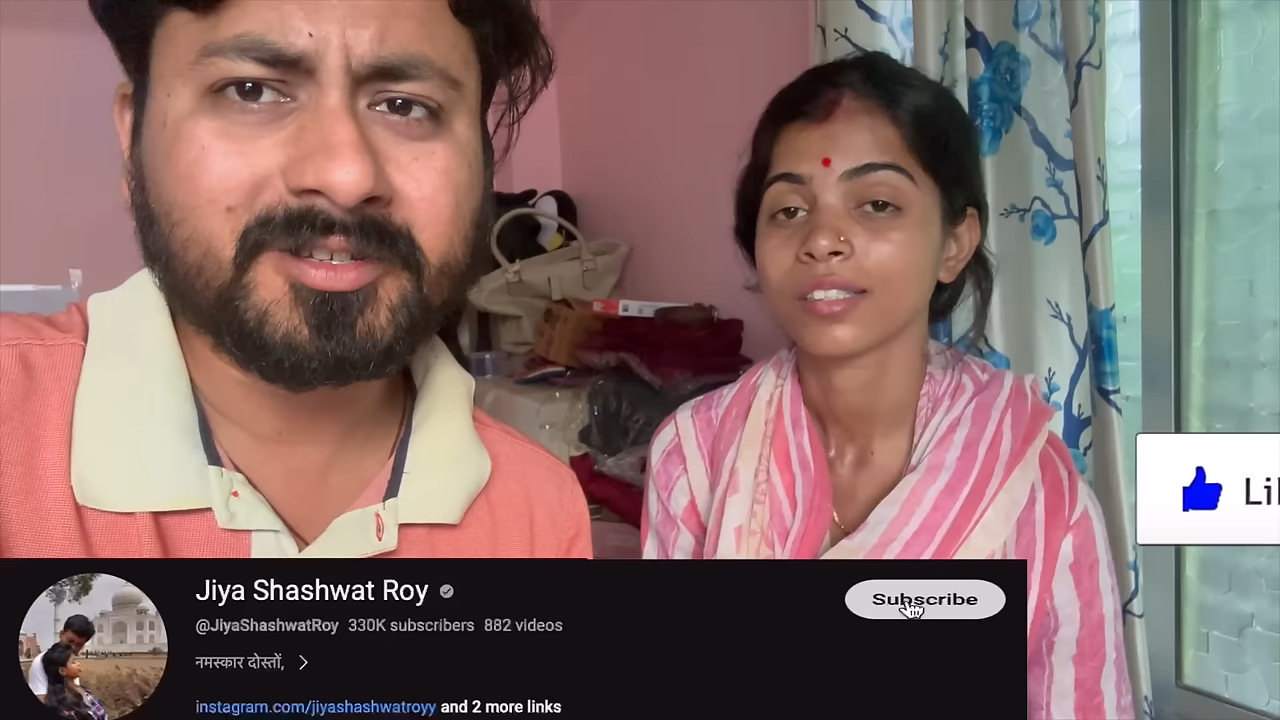 Jiya Shashwat Roy
@JiyaShashwatRoy 330K subscribers 882 videos
नमस्कार दोस्तों,
instagram.com/jiyashashwatroyy and 2 more links
Subscribe
Li